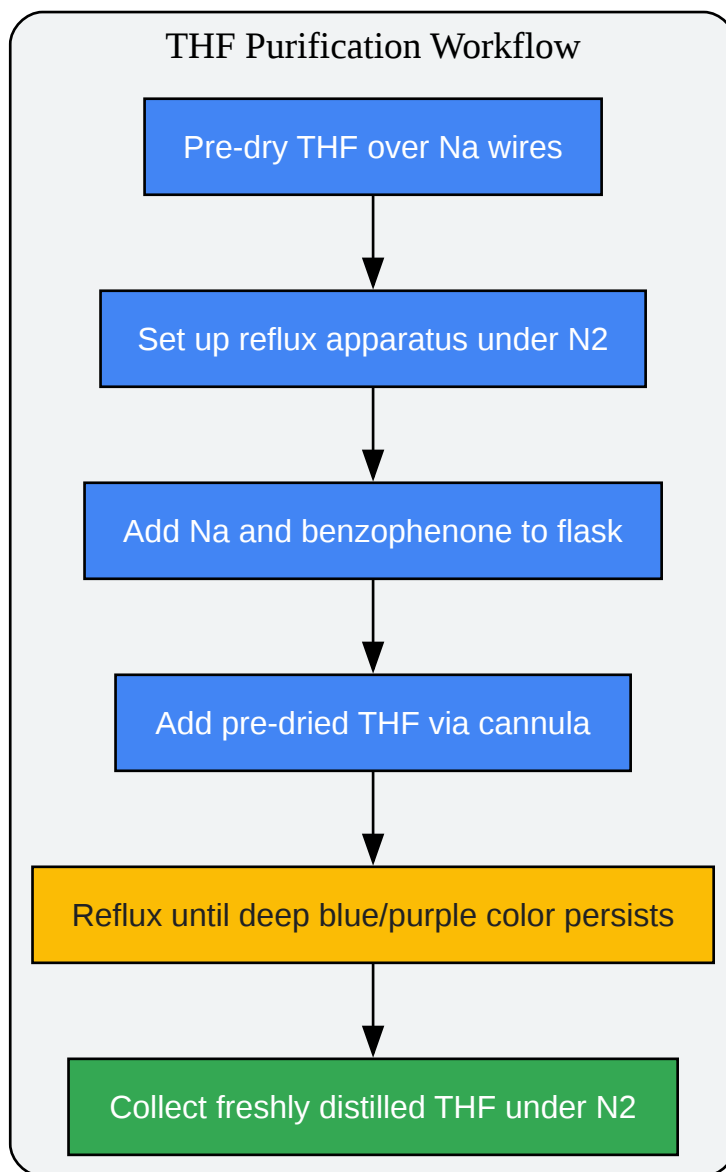 THF Purification Workflow
Pre-dry THF over Na wires
Set up reflux apparatus under N2
Add Na and benzophenone to flask
Add pre-dried THF via cannula
Reflux until deep blue/purple color persists
Collect freshly distilled THF under N2